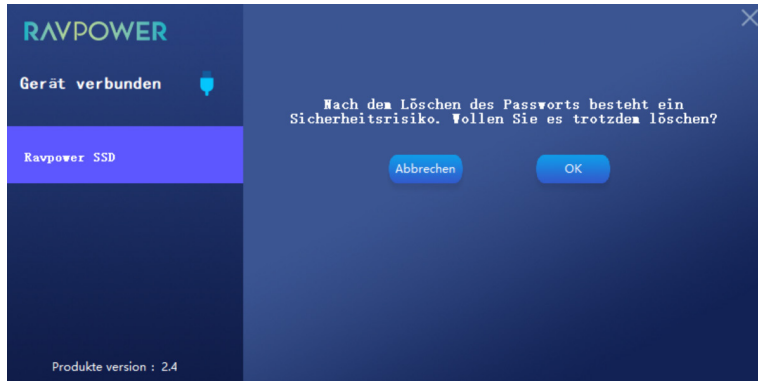 RAVPOWER
Gerät verbunden
Ravpower SSD
Produkte version : 2.4
Nach dem Löschen des Passworts besteht ein
Sicherheitsrisiko. Wollen Sie es trotzdem löschen?
Abbrechen
OK